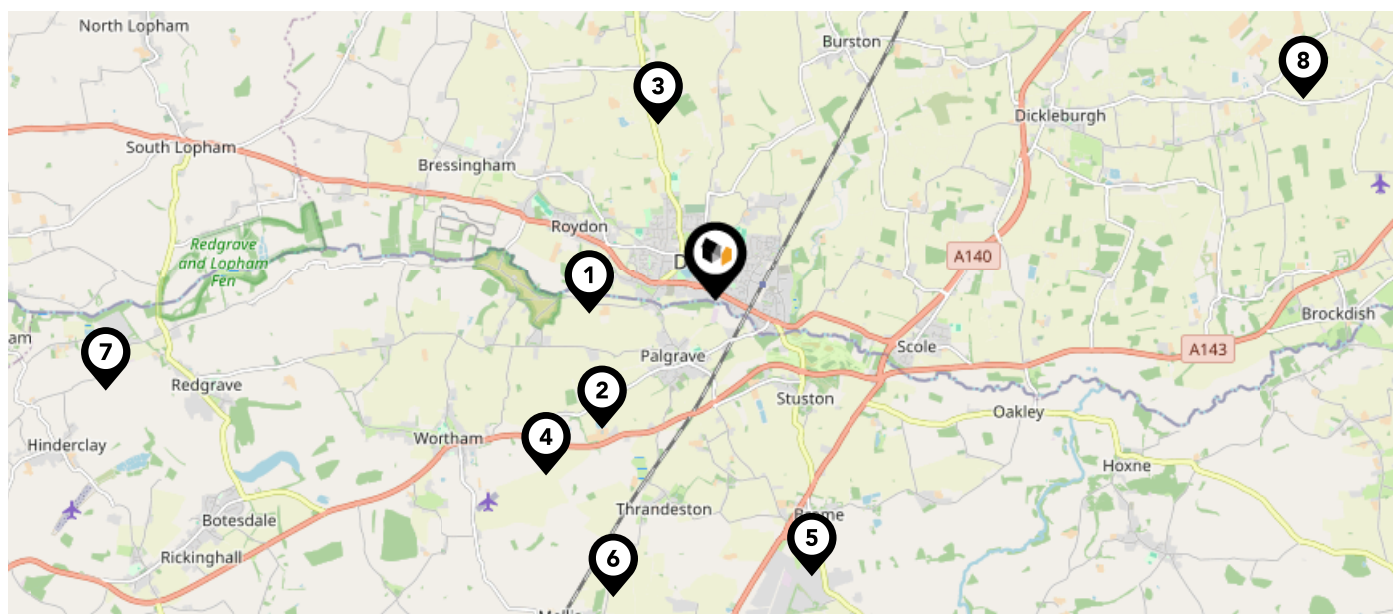 North Lopham
Burston
8
3
Dickleburgh
South Lopham
Bressingham
Roydon
Redgrave
and Lopham
Fen
D
A140
1
Brockdish
am
7
Palgrave
Scole
A143
Redgrave
2
Stuston
Oakley
4
Wortham
Hinderclay
Hoxne
Botesdale
Thrandeston
Rickinghall
5
6